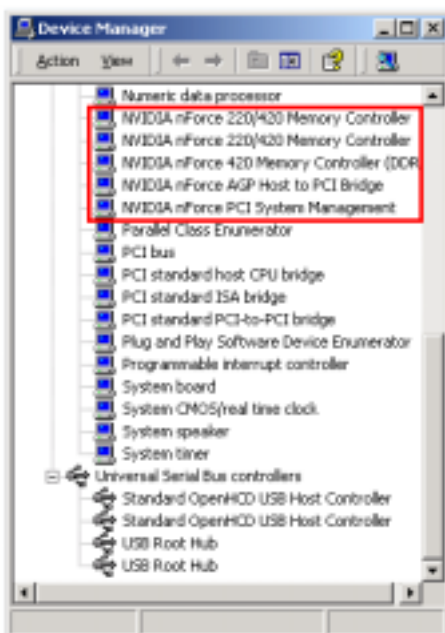 Device Manager
Action View
Numeric data processor
NVIDIA nForce 220/420 Memory Controller
NVIDIA nForce 220/420 Memory Controller
NVIDIA nForce 420 Memory Controller (DDR
NVIDIA nForce AGP Host to PCI Bridge
NVIDIA nForce PCI System Management
Parallel Class Enumerator
PCI bus
PCI standard host CPU bridge
PCI standard ISA bridge
PCI standard PCI-to-PCI bridge
Plug and Play Software Device Enumerator
Programmable interrupt controller
System board
System CMOS/real time clock
System speaker
System timer
Universal Serial Bus controllers
Standard OpenHCD USB Host Controller
Standard OpenHCD USB Host Controller
USB Root Hub
USB Root Hub